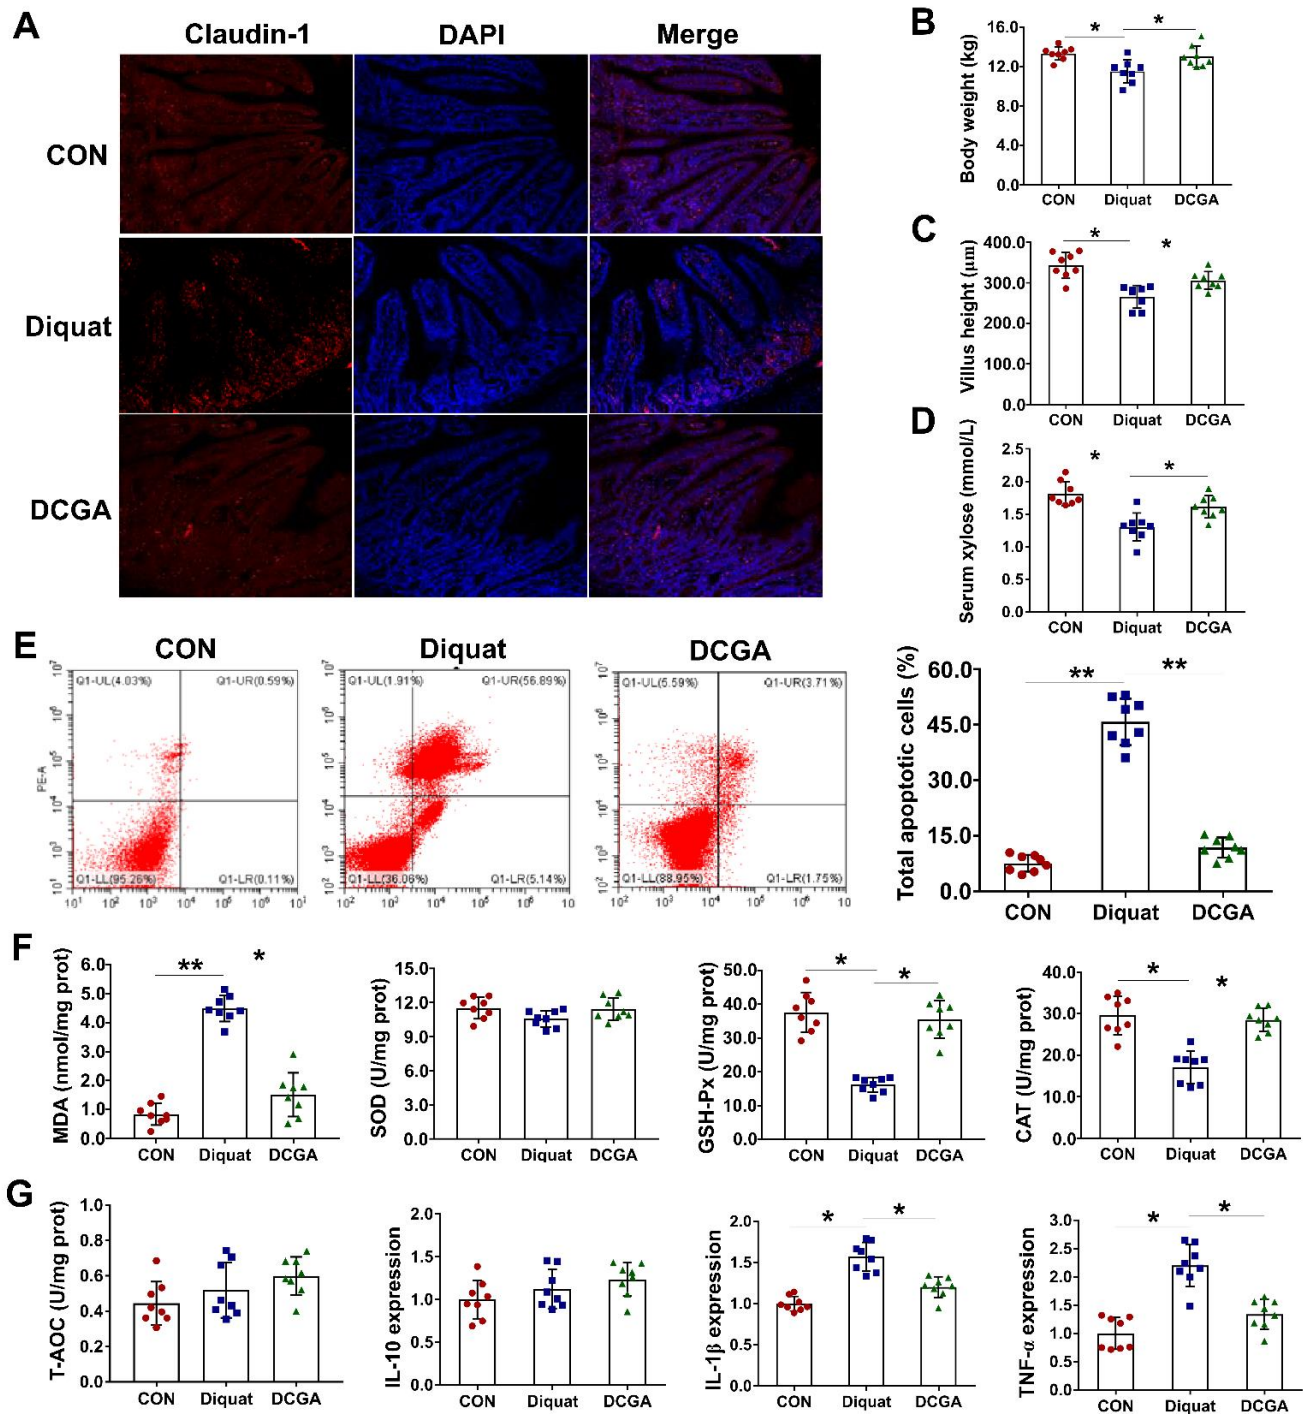 A
Claudin-1 DAPI Merge
CON
Diquat
DCGA
B
Body weight (kg)
16.0
12.0
8.0
4.0
0.0
* *
CON Diquat DCGA
C
Villus height (μm)
400.0
300.0
200.0
100.0
0.0
* *
CON Diquat DCGA
D
Serum xylose (mmol/L)
2.5
2.0
1.5
1.0
0.5
0.0
* *
CON Diquat DCGA
E
CON
PE-A
Q1-UL(4.03%) Q1-UR(0.59%)
Q1-LL(95.26%) Q1-LR(0.11%)
Diquat
Q1-UL(1.91%) Q1-UR(56.89%)
Q1-LL(36.06%) Q1-LR(5.14%)
DCGA
Q1-UL(5.59%) Q1-UR(3.71%)
Q1-LL(88.95%) Q1-LR(1.75%)
Total apoptotic cells (%)
60.0
45.0
30.0
15.0
0.0
** **
CON Diquat DCGA
F
MDA (nmol/mg prot)
6.0
5.0
4.0
3.0
2.0
1.0
0.0
** *
CON Diquat DCGA
SOD (U/mg prot)
15.0
12.0
9.0
6.0
3.0
0.0
CON Diquat DCGA
GSH-Px (U/mg prot)
50.0
40.0
30.0
20.0
10.0
0.0
* *
CON Diquat DCGA
CAT (U/mg prot)
40.0
30.0
20.0
10.0
0.0
* *
CON Diquat DCGA
G
T-AOC (U/mg prot)
1.0
0.8
0.6
0.4
0.2
0.0
CON Diquat DCGA
IL-10 expression
2.0
1.5
1.0
0.5
0.0
CON Diquat DCGA
IL-1β expression
2.0
1.5
1.0
0.5
0.0
* *
CON Diquat DCGA
TNF-α expression
3.0
2.5
2.0
1.5
1.0
0.5
0.0
* *
CON Diquat DCGA